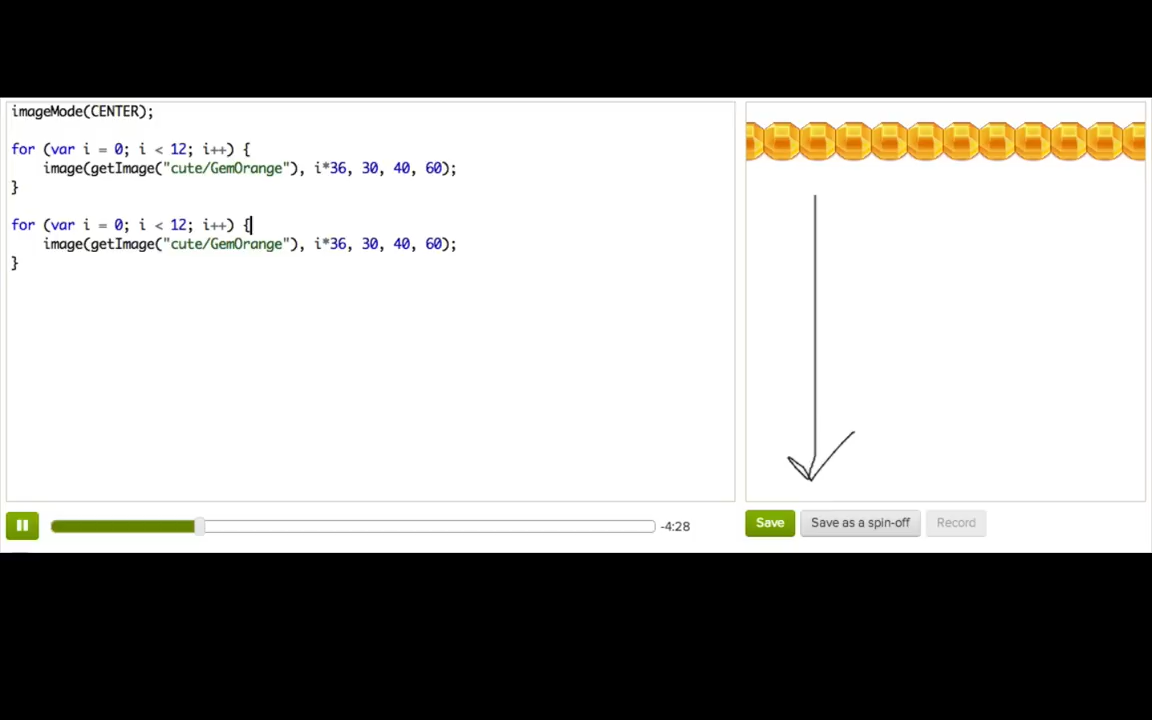 imageMode(CENTER);
for (var i = 0; i < 12; i++) {
    image(getImage("cute/GemOrange"), i*36, 30, 40, 60);
}
for (var i = 0; i < 12; i++) {
    image(getImage("cute/GemOrange"), i*36, 30, 40, 60);
}
-4:28
Save
Save as a spin-off
Record